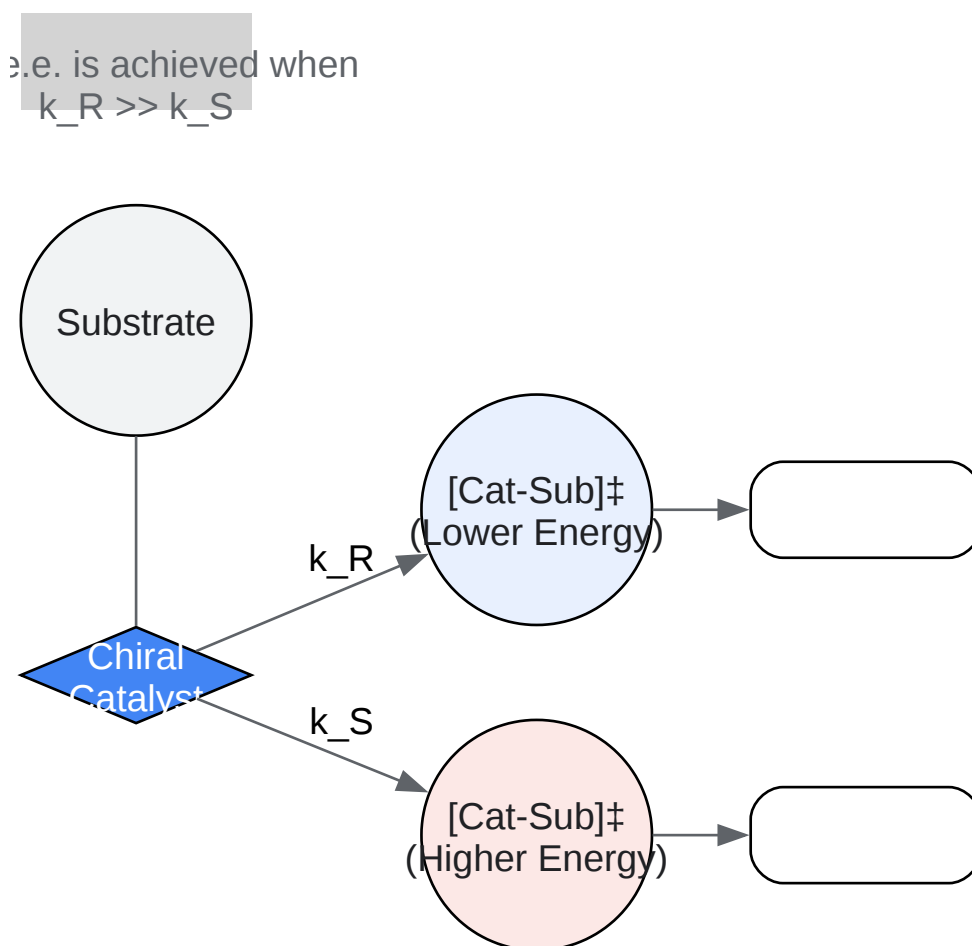 e.e. is achieved when
k_R >> k_S
Substrate
[Cat-Sub]‡
(Lower Energy)
k_R
Chiral
Catalyst
k_S
[Cat-Sub]‡
(Higher Energy)